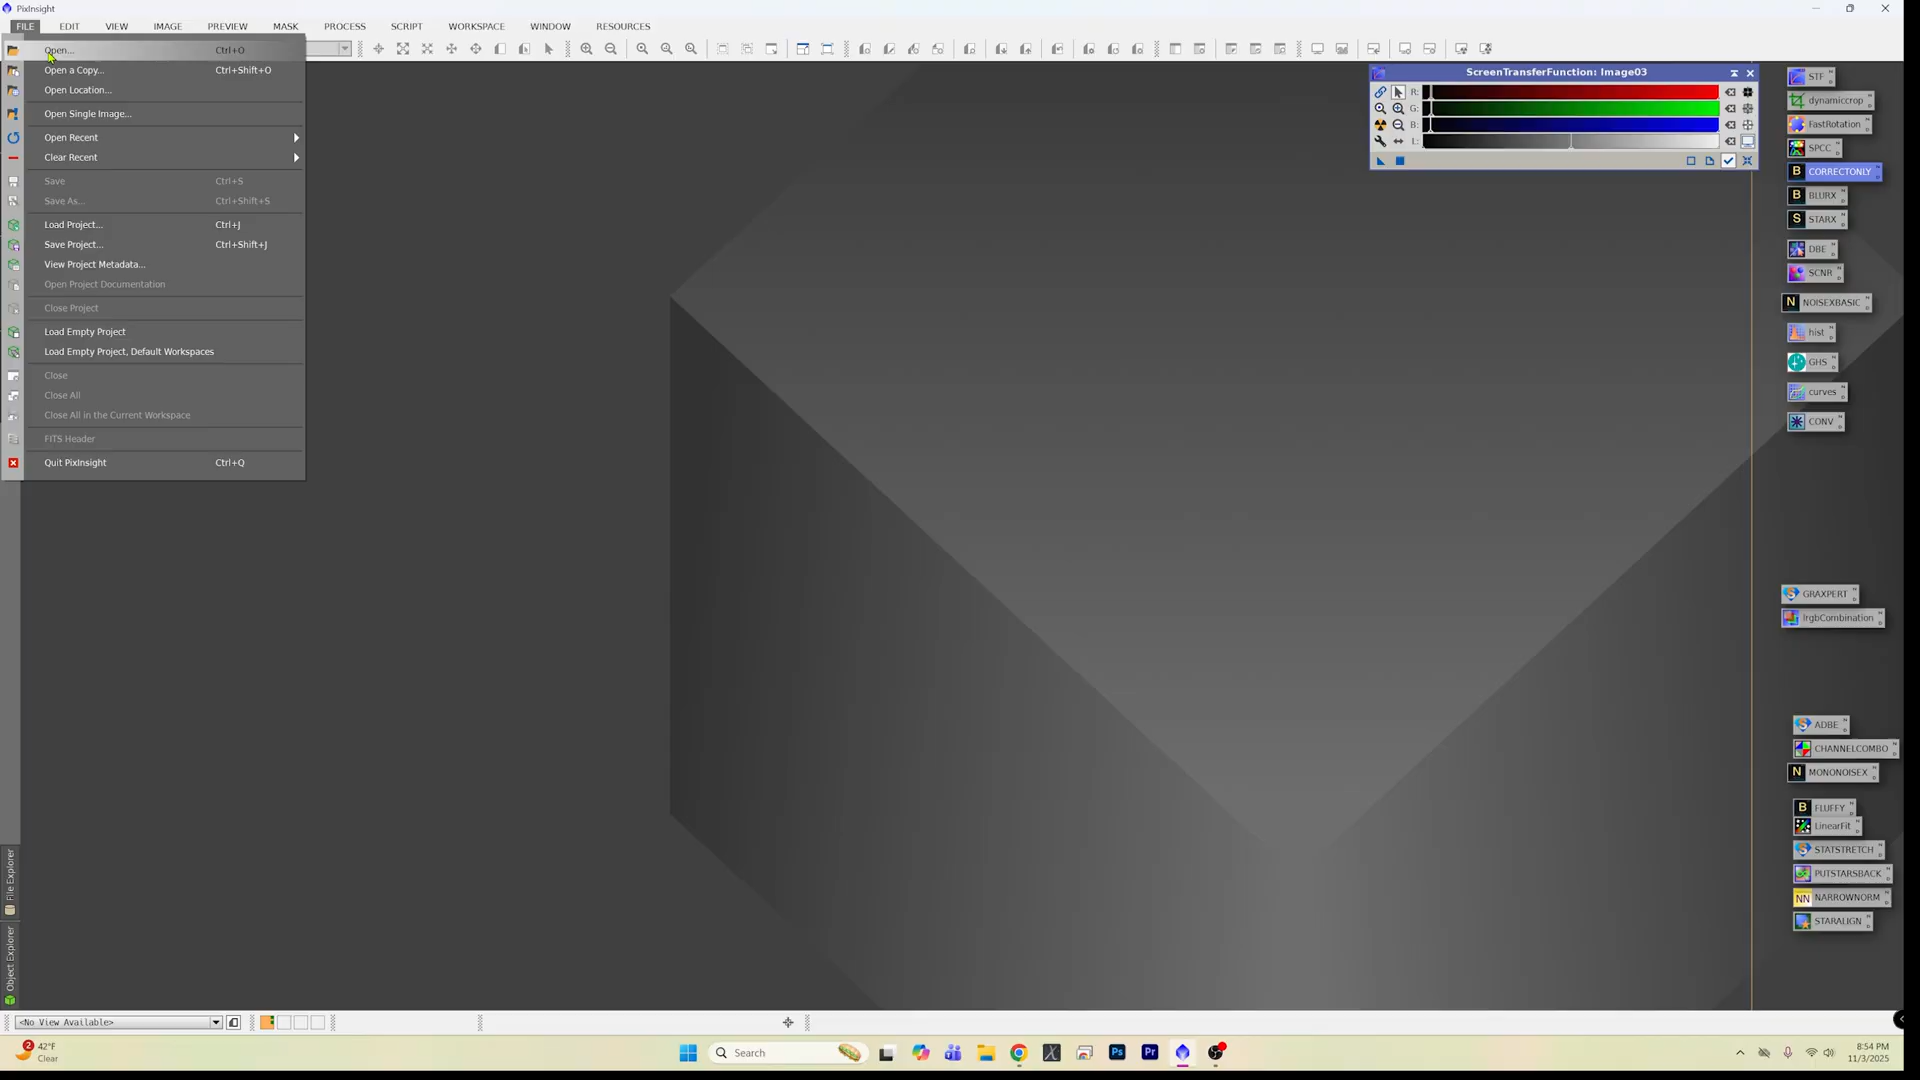 PixInsight
FILE EDIT VIEW IMAGE PREVIEW MASK PROCESS SCRIPT WORKSPACE WINDOW RESOURCES
Open... Ctrl+O
Open a Copy... Ctrl+Shift+O
Open Location...
Open Single Image...
Open Recent
Clear Recent
Save Ctrl+S
Save As... Ctrl+Shift+S
Load Project... Ctrl+J
Save Project... Ctrl+Shift+J
View Project Metadata...
Open Project Documentation
Close Project
Load Empty Project
Load Empty Project, Default Workspaces
Close
Close All
Close All in the Current Workspace
FITS Header
Quit PixInsight Ctrl+Q
ScreenTransferFunction: Image03
R:
G:
B:
L:
STF
dynamiccrop
FastRotation
SPCC
B CORRECTONLY
B BLURX
S STARX
DBE
SCNR
N NOISEXBASIC
hist
GHS
curves
CONV
GRAXPERT
lrgbCombination
ADBE
CHANNELCOMBO
N MONONOISEX
B FLUFFY
LinearFit
STATSTRETCH
PUTSTARSBACK
NN NARROWNORM
STARALIGN
File Explorer
Object Explorer
<No View Available>
2 42°F
Clear
Search
Ps
Pr
8:54 PM
11/3/2025